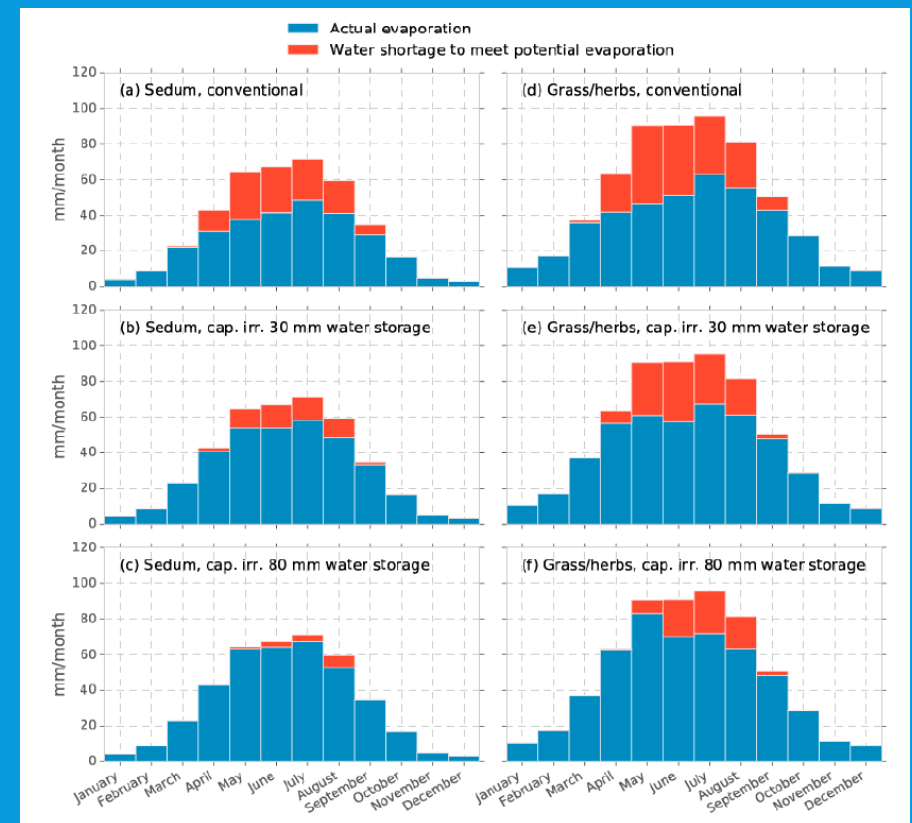 Actual evaporation
Water shortage to meet potential evaporation
120
100
80
60
40
20
0
mm/month
(a) Sedum, conventional
(d) Grass/herbs, conventional
120
100
80
60
40
20
0
mm/month
(b) Sedum, cap. irr. 30 mm water storage
(e) Grass/herbs, cap. irr. 30 mm water storage
120
100
80
60
40
20
0
mm/month
(c) Sedum, cap. irr. 80 mm water storage
(f) Grass/herbs, cap. irr. 80 mm water storage
January
February
March
April
May
June
July
August
September
October
November
December
January
February
March
April
May
June
July
August
September
October
November
December